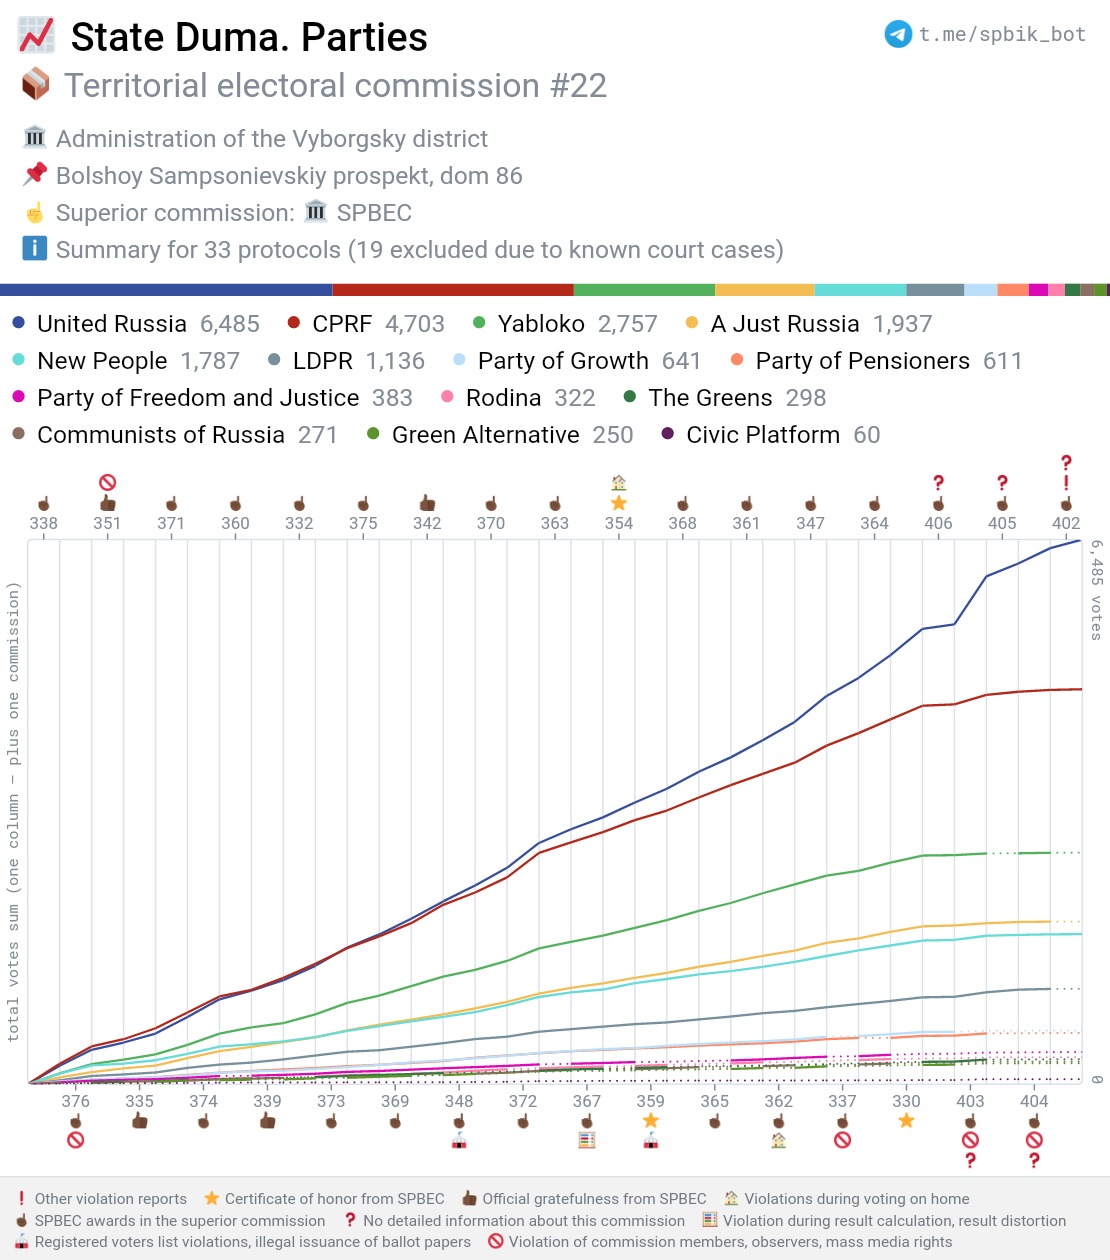 State Duma. Parties
t.me/spbik_bot
Territorial electoral commission #22
Administration of the Vyborgsky district
Bolshoy Sampsonievskiy prospekt, dom 86
Superior commission: SPBEC
Summary for 33 protocols (19 excluded due to known court cases)
United Russia 6,485 CPRF 4,703 Yabloko 2,757 A Just Russia 1,937
New People 1,787 LDPR 1,136 Party of Growth 641 Party of Pensioners 611
Party of Freedom and Justice 383 Rodina 322 The Greens 298
Communists of Russia 271 Green Alternative 250 Civic Platform 60
338 351 371 360 332 375 342 370 363 354 368 361 347 364 406 405 402
6,485 votes
total votes sum (one column – plus one commission)
0
376 335 374 339 373 369 348 372 367 359 365 362 337 330 403 404
Other violation reports Certificate of honor from SPBEC Official gratefulness from SPBEC Violations during voting on home
SPBEC awards in the superior commission No detailed information about this commission Violation during result calculation, result distortion
Registered voters list violations, illegal issuance of ballot papers Violation of commission members, observers, mass media rights